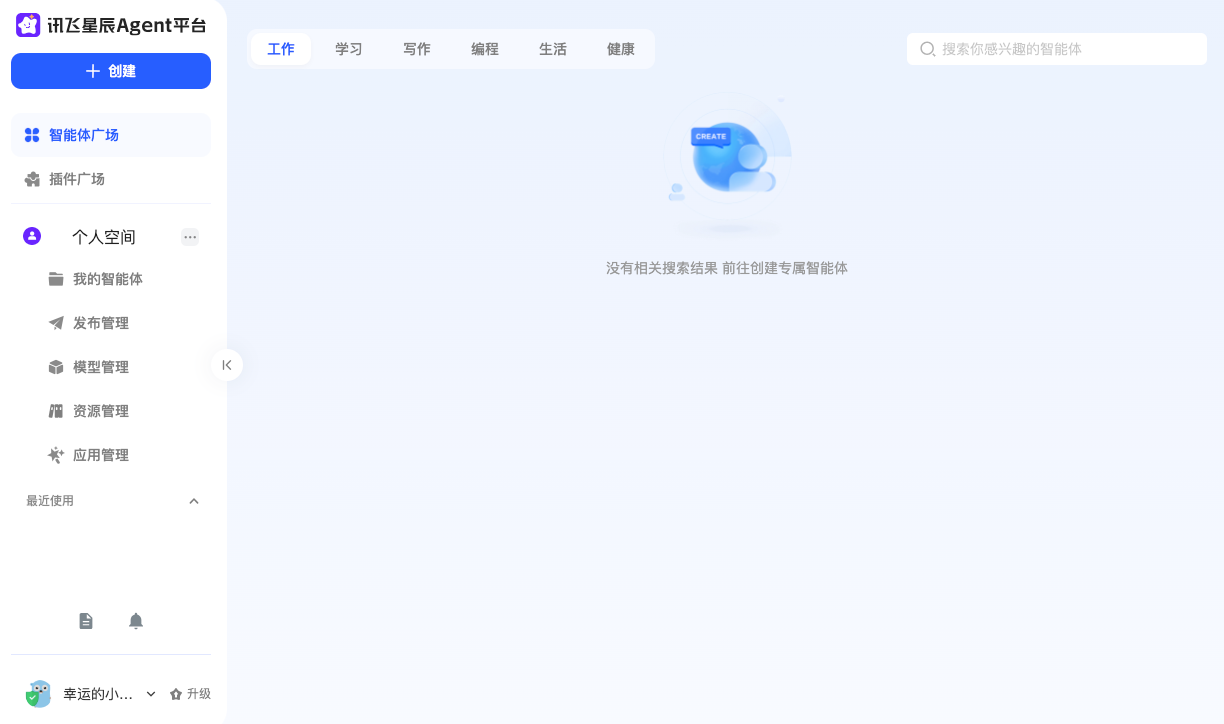 讯飞星辰Agent平台
创建
智能体广场
插件广场
个人空间
我的智能体
发布管理
模型管理
资源管理
应用管理
最近使用
幸运的小... 升级
工作 学习 写作 编程 生活 健康
搜索你感兴趣的智能体
CREATE
没有相关搜索结果 前往创建专属智能体